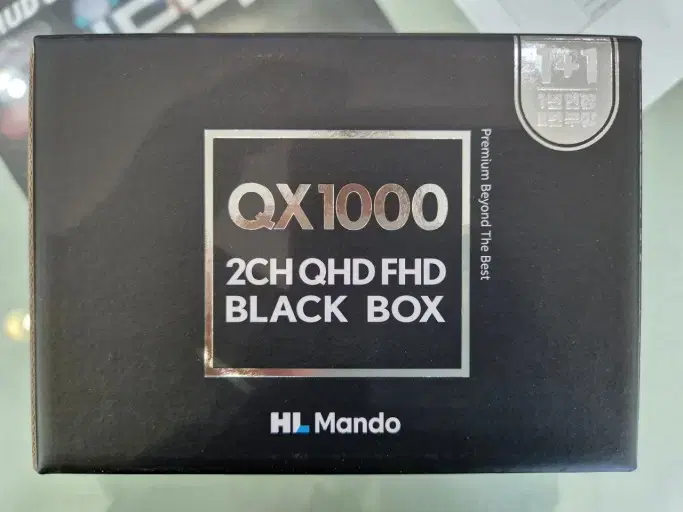 1+1
QX1000
2CH QHD FHD
BLACK BOX
Premium Beyond The Best
HL Mando